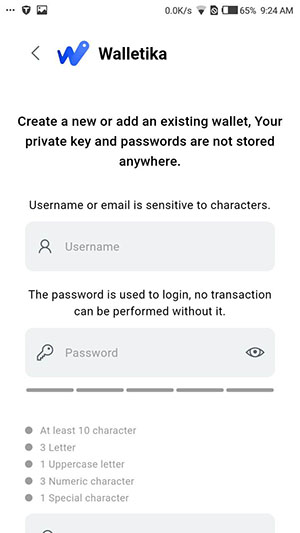 0.0K/s 65% 9:24 AM
Walletika
Create a new or add an existing wallet, Your
private key and passwords are not stored
anywhere.
Username or email is sensitive to characters.
Username
The password is used to login, no transaction
can be performed without it.
Password
At least 10 character
3 Letter
1 Uppercase letter
3 Numeric character
1 Special character